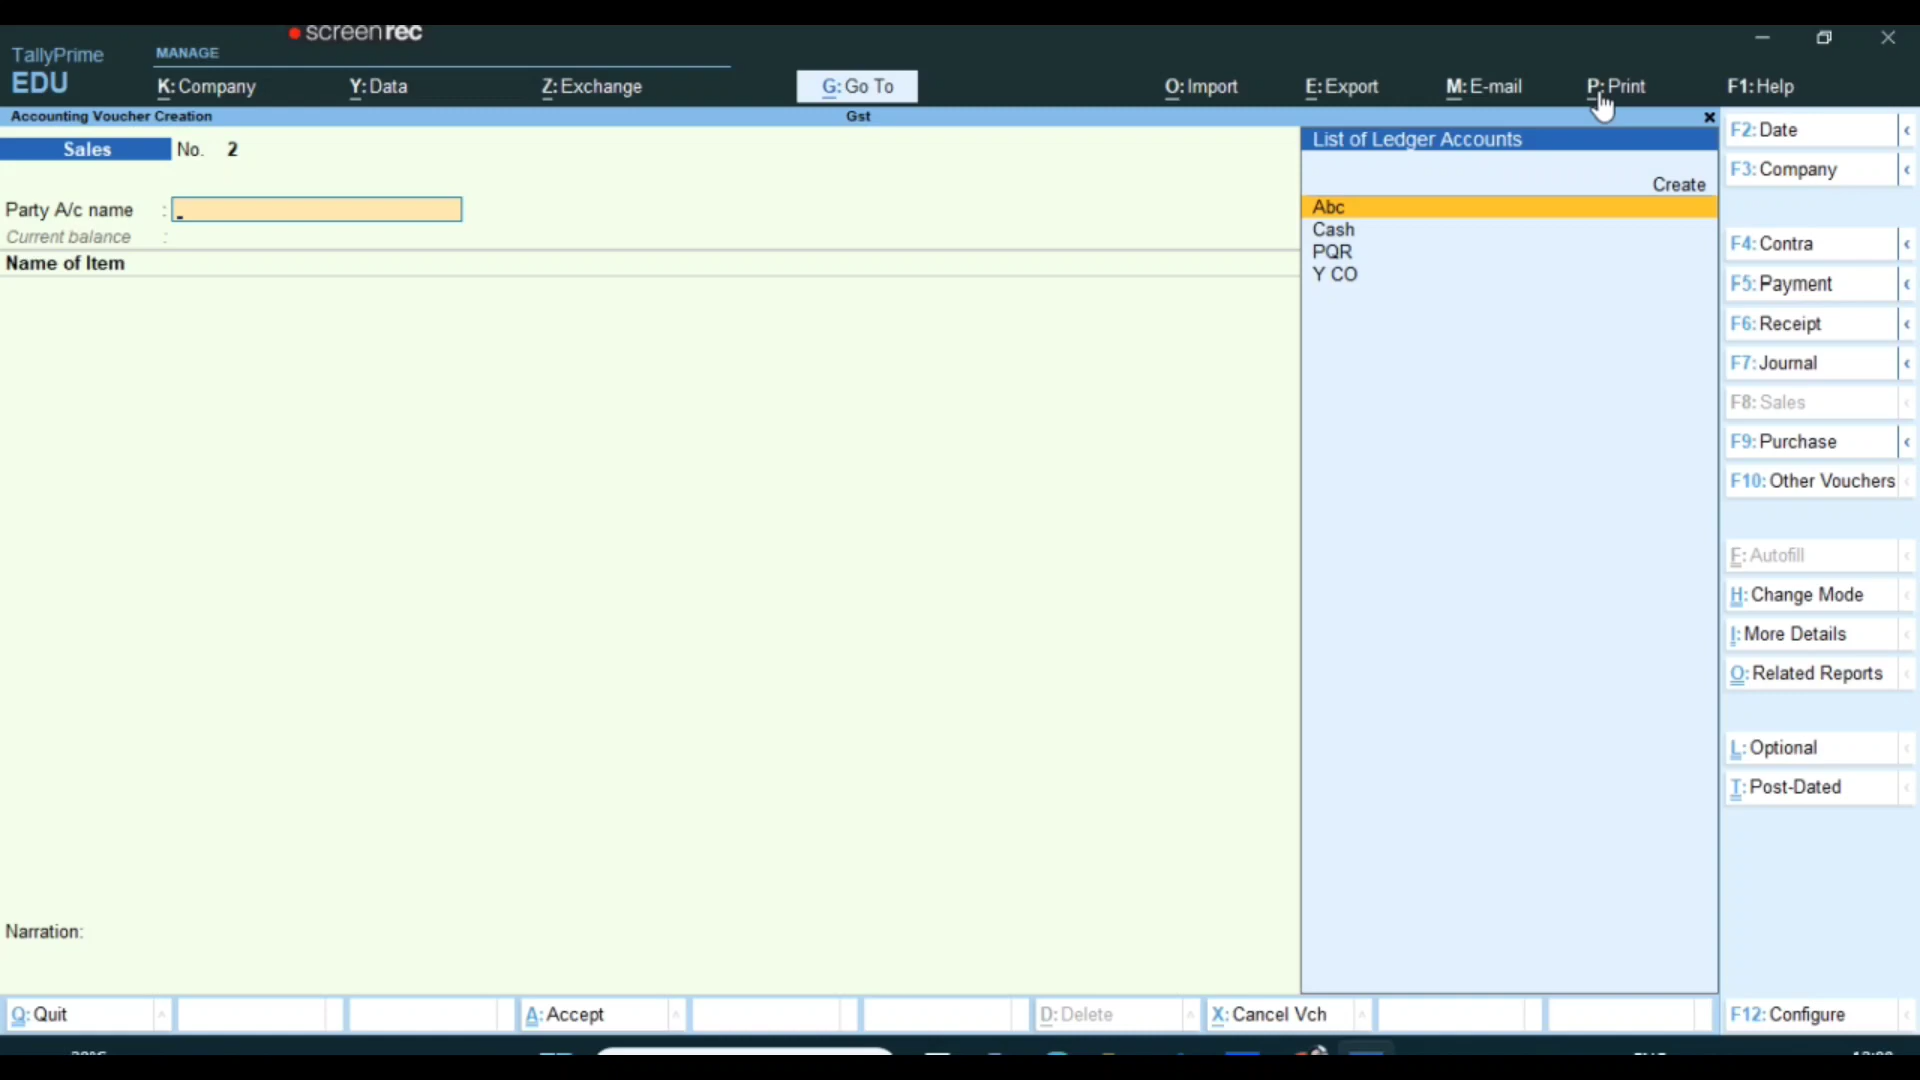 screenrec
TallyPrime
EDU
MANAGE
K: Company
Y: Data
Z: Exchange
G: Go To
O: Import
E: Export
M: E-mail
P: Print
F1: Help
Accounting Voucher Creation
Gst
×
Sales
No. 2
Party A/c name :
Current balance :
Name of Item
List of Ledger Accounts
Create
Abc
Cash
PQR
Y CO
F2: Date
F3: Company
F4: Contra
F5: Payment
F6: Receipt
F7: Journal
F8: Sales
F9: Purchase
F10: Other Vouchers
F: Autofill
H: Change Mode
I: More Details
O: Related Reports
L: Optional
T: Post-Dated
Narration:
Q: Quit
A: Accept
D: Delete
X: Cancel Vch
F12: Configure